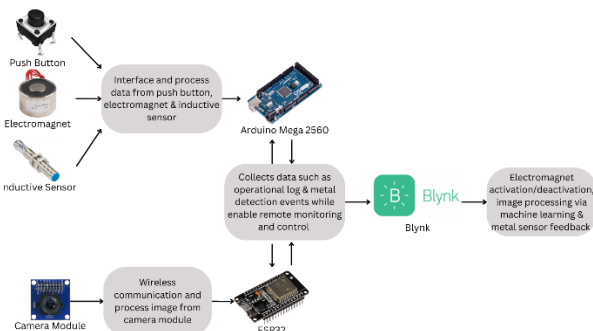 Push Button
Electromagnet
nductive Sensor
Interface and process
data from push button,
electromagnet & inductive
sensor
Arduino Mega 2560
Collects data such as
operational log & metal
detection events while
enable remote monitoring
and control
B
Blynk
Blynk
Electromagnet
activation/deactivation,
image processing via
machine learning &
metal sensor feedback
Camera Module
Wireless
communication and
process image from
camera module
ESP32